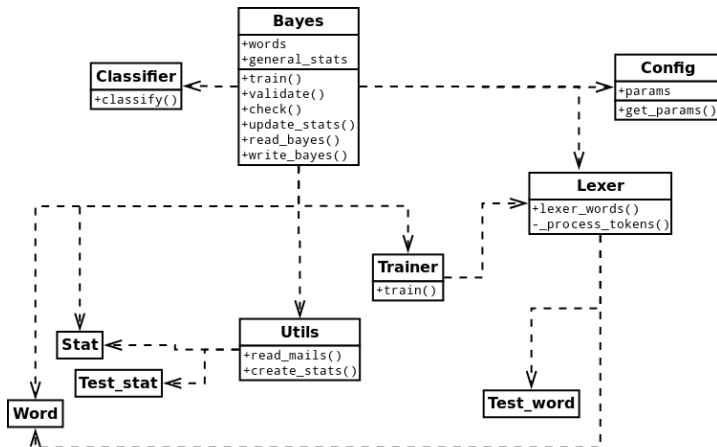 Bayes
+words
+general_stats
+train()
+validate()
+check()
+update_stats()
+read_bayes()
+write_bayes()
Classifier
+classify()
Config
+params
+get_params()
Lexer
+lexer_words()
-_process_tokens()
Trainer
+train()
Utils
+read_mails()
+create_stats()
Stat
Test_stat
Word
Test_word